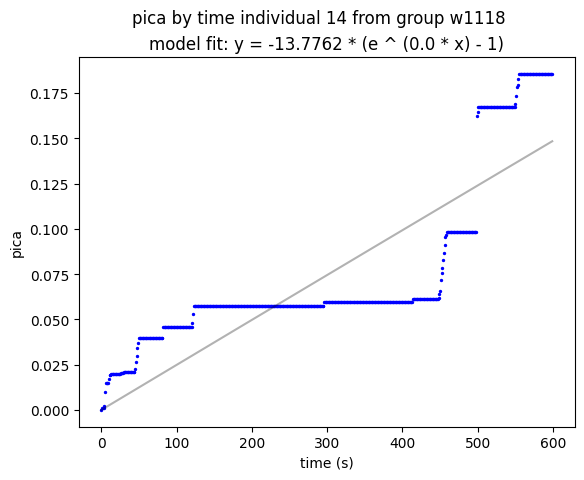 pica by time individual 14 from group w1118
model fit: y = -13.7762 * (e ^ (0.0 * x) - 1)
0.175
0.150
0.125
0.100
0.075
0.050
0.025
0.000
pica
0 100 200 300 400 500 600
time (s)